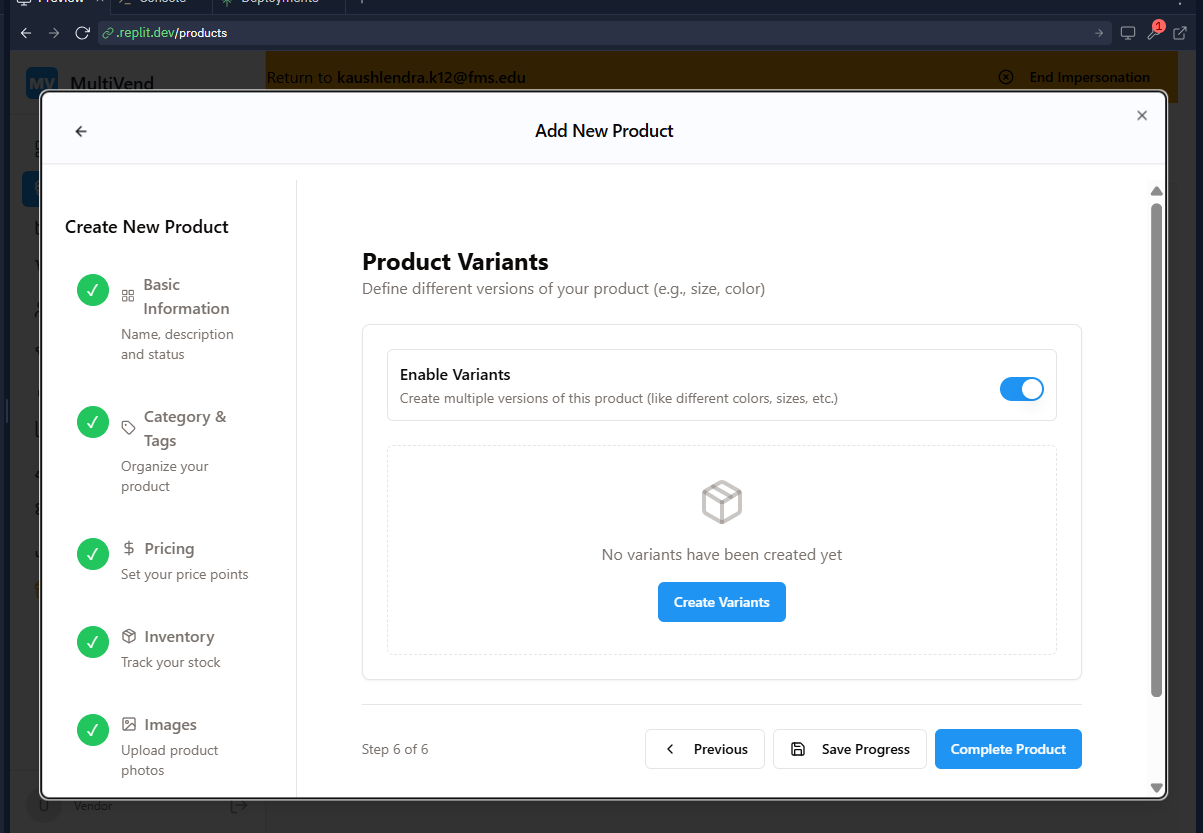 Preview
Console
Deployments
.replit.dev/products
1
MV
MultiVend
Return to kaushlendra.k12@fms.edu
End Impersonation
Add New Product
Create New Product
Basic
Information
Name, description
and status
Category &
Tags
Organize your
product
Pricing
Set your price points
Inventory
Track your stock
Images
Upload product
photos
Product Variants
Define different versions of your product (e.g., size, color)
Enable Variants
Create multiple versions of this product (like different colors, sizes, etc.)
No variants have been created yet
Create Variants
Step 6 of 6
Previous
Save Progress
Complete Product
U
Vendor